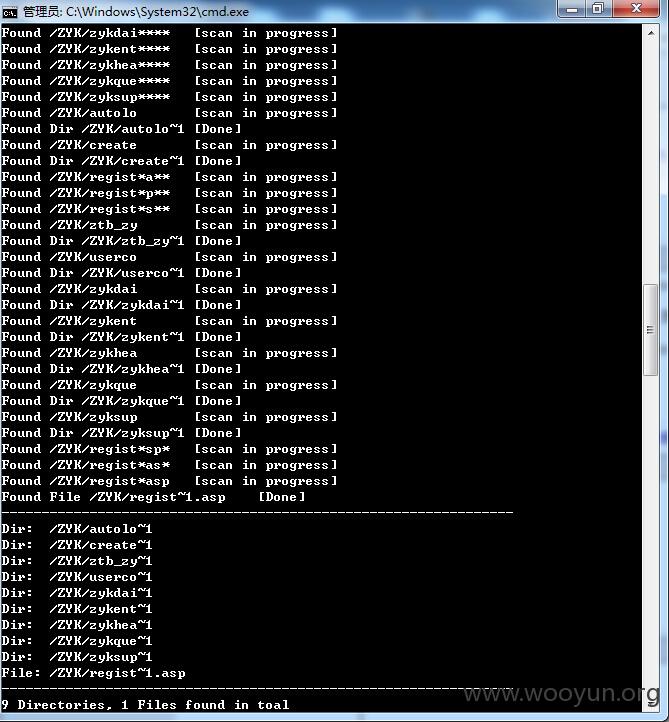 管理员: C:\Windows\System32\cmd.exe
Found /ZYK/zykdai**** [scan in progress]
Found /ZYK/zykent**** [scan in progress]
Found /ZYK/zykhea**** [scan in progress]
Found /ZYK/zykque**** [scan in progress]
Found /ZYK/zyksup**** [scan in progress]
Found /ZYK/autolo [scan in progress]
Found Dir /ZYK/autolo~1 [Done]
Found /ZYK/create [scan in progress]
Found Dir /ZYK/create~1 [Done]
Found /ZYK/regist*a** [scan in progress]
Found /ZYK/regist*p** [scan in progress]
Found /ZYK/regist*s** [scan in progress]
Found /ZYK/ztb_zy [scan in progress]
Found Dir /ZYK/ztb_zy~1 [Done]
Found /ZYK/userco [scan in progress]
Found Dir /ZYK/userco~1 [Done]
Found /ZYK/zykdai [scan in progress]
Found Dir /ZYK/zykdai~1 [Done]
Found /ZYK/zykent [scan in progress]
Found Dir /ZYK/zykent~1 [Done]
Found /ZYK/zykhea [scan in progress]
Found Dir /ZYK/zykhea~1 [Done]
Found /ZYK/zykque [scan in progress]
Found Dir /ZYK/zykque~1 [Done]
Found /ZYK/zyksup [scan in progress]
Found Dir /ZYK/zyksup~1 [Done]
Found /ZYK/regist*sp* [scan in progress]
Found /ZYK/regist*as* [scan in progress]
Found /ZYK/regist*asp [scan in progress]
Found File /ZYK/regist~1.asp [Done]
----------------------------------------------------------------
Dir: /ZYK/autolo~1
Dir: /ZYK/create~1
Dir: /ZYK/ztb_zy~1
Dir: /ZYK/userco~1
Dir: /ZYK/zykdai~1
Dir: /ZYK/zykent~1
Dir: /ZYK/zykhea~1
Dir: /ZYK/zykque~1
Dir: /ZYK/zyksup~1
File: /ZYK/regist~1.asp
----------------------------------------------------------------
9 Directories, 1 Files found in toal
www.wooyun.org